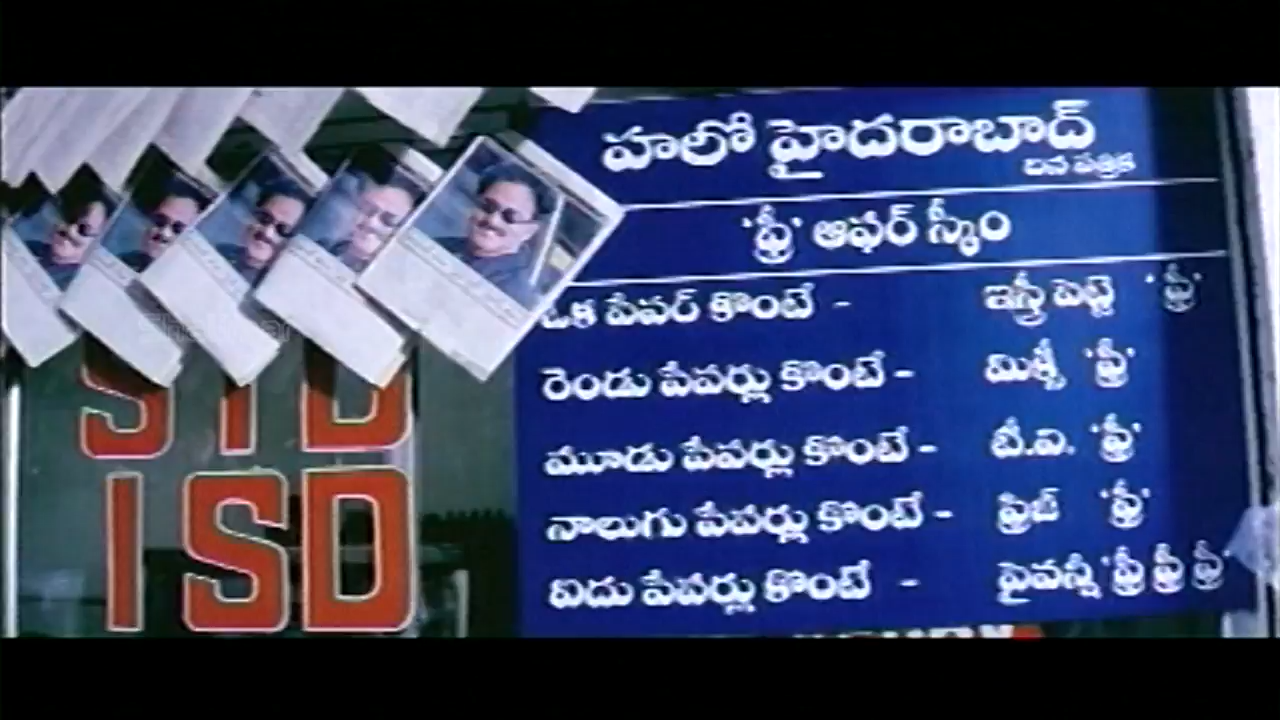 హలో హైదరాబాద్
దిన పత్రిక
'ఫ్రీ' ఆఫర్ స్కీం
ఒక పేపర్ కొంటే - ఇస్త్రీ పెట్టె 'ఫ్రీ'
రెండు పేపర్లు కొంటే - మిక్సీ 'ఫ్రీ'
మూడు పేపర్లు కొంటే - టీ.వి. 'ఫ్రీ'
నాలుగు పేపర్లు కొంటే - ఫ్రిజ్ 'ఫ్రీ'
ఐదు పేపర్లు కొంటే - పైవన్నీ 'ఫ్రీ ఫ్రీ ఫ్రీ'
STD
ISD